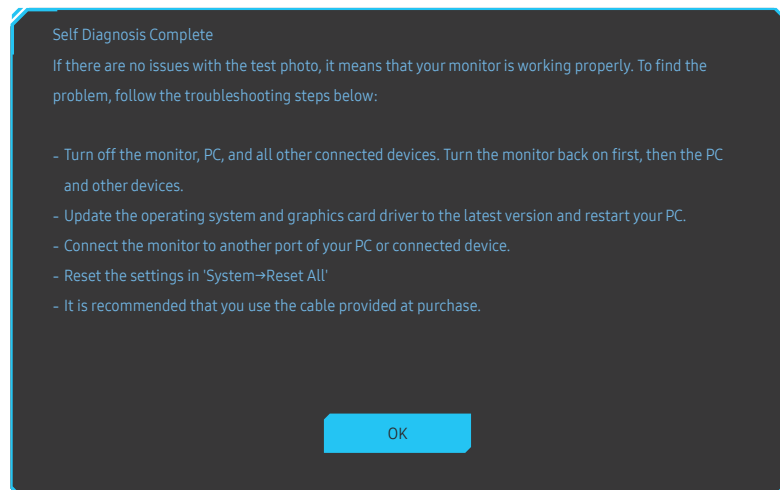 Self Diagnosis Complete
If there are no issues with the test photo, it means that your monitor is working properly. To find the
problem, follow the troubleshooting steps below:
- Turn off the monitor, PC, and all other connected devices. Turn the monitor back on first, then the PC
and other devices.
- Update the operating system and graphics card driver to the latest version and restart your PC.
- Connect the monitor to another port of your PC or connected device.
- Reset the settings in 'System→Reset All'
- It is recommended that you use the cable provided at purchase.
OK